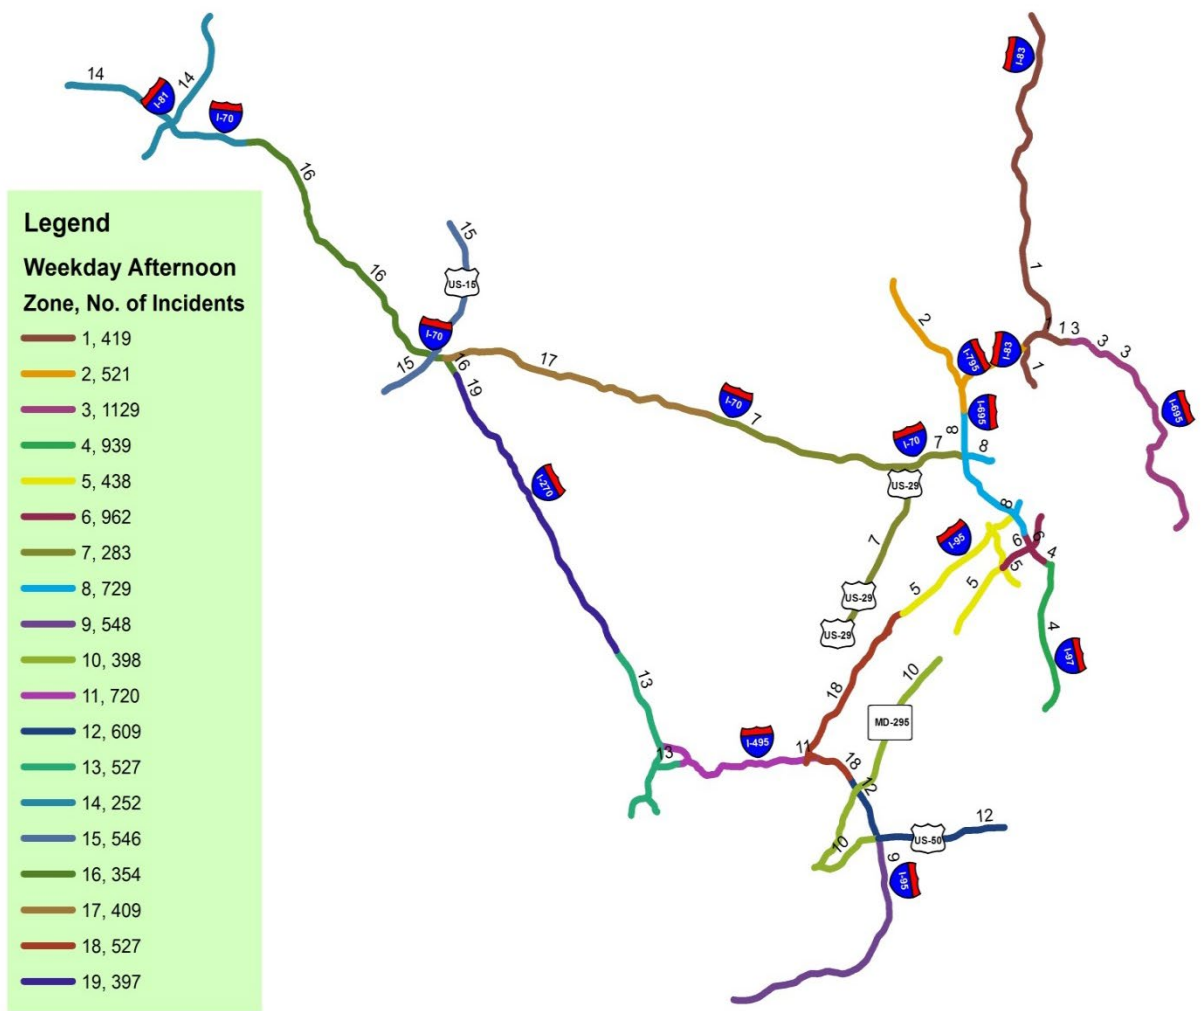 14
14
I-81
I-70
16
16
15
US-15
I-70
15
16
19
17
I-70
7
I-70
7
I-270
US-29
7
US-29
US-29
I-83
1
1
13
3
3
1
I-83
I-795
2
I-695
I-695
8
8
8
I-95
6
6
5
5
5
4
4
I-97
18
10
MD-295
13
13
I-495
11
18
12
10
US-50
12
9
I-95
Legend
Weekday Afternoon
Zone, No. of Incidents
1, 419
2, 521
3, 1129
4, 939
5, 438
6, 962
7, 283
8, 729
9, 548
10, 398
11, 720
12, 609
13, 527
14, 252
15, 546
16, 354
17, 409
18, 527
19, 397